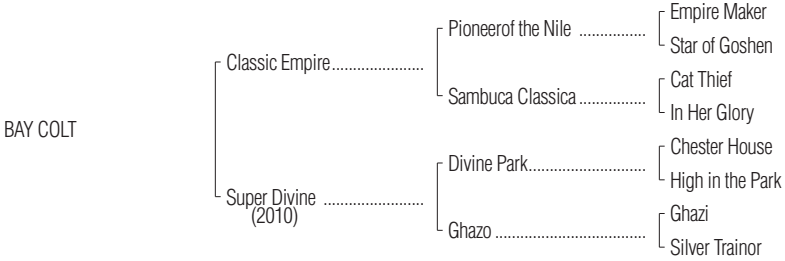 Empire Maker
Pioneerof the Nile ................
Star of Goshen
Classic Empire......................
Cat Thief
Sambuca Classica ................
In Her Glory
BAY COLT
Chester House
Divine Park............................
High in the Park
Super Divine ........................
(2010)
Ghazi
Ghazo ....................................
Silver Trainor